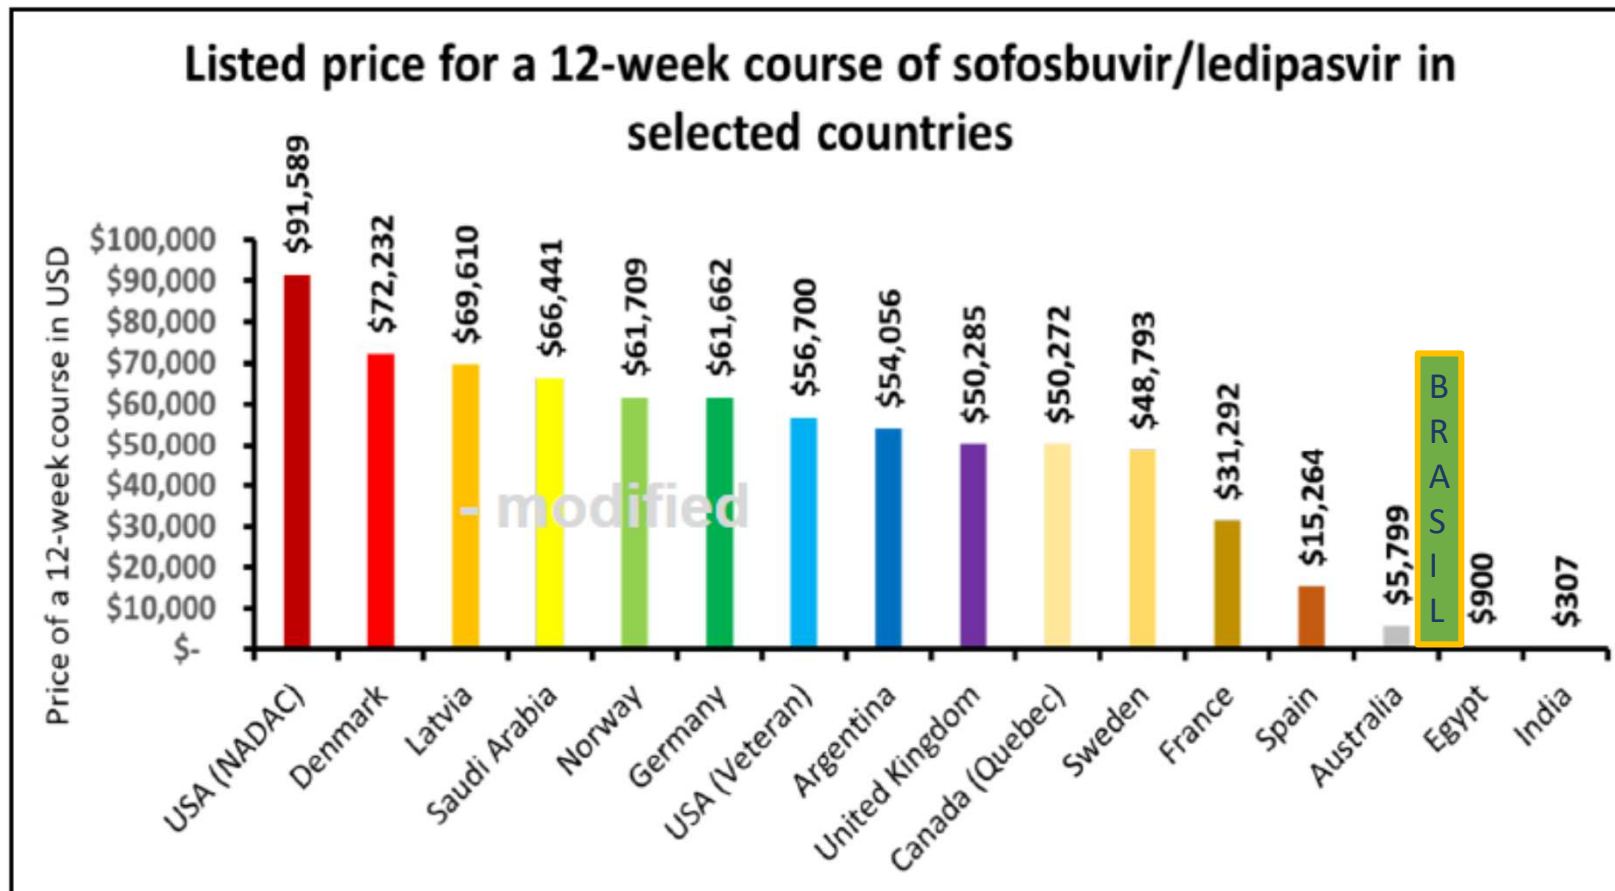 Listed price for a 12-week course of sofosbuvir/ledipasvir in
selected countries
Price of a 12-week course in USD
$100,000
$90,000
$80,000
$70,000
$60,000
$50,000
$40,000
$30,000
$20,000
$10,000
$-
$91,589
$72,232
$69,610
$66,441
$61,709
$61,662
$56,700
$54,056
$50,285
$50,272
$48,793
$31,292
$15,264
$5,799
BRASIL
$900
$307
- modified
USA (NADAC)
Denmark
Latvia
Saudi Arabia
Norway
Germany
USA (Veteran)
Argentina
United Kingdom
Canada (Quebec)
Sweden
France
Spain
Australia
Egypt
India